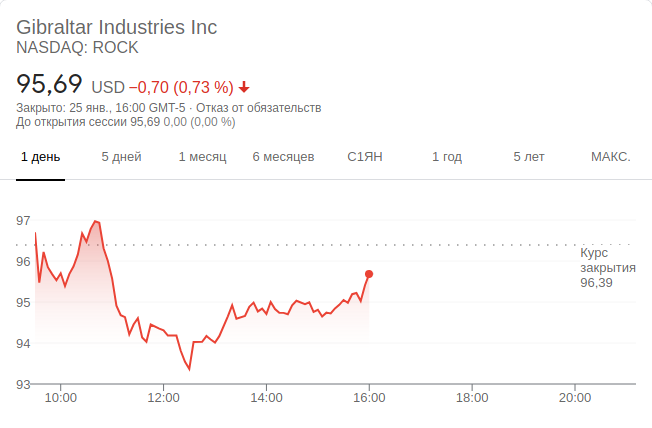 Gibraltar Industries Inc
NASDAQ: ROCK
95,69 USD −0,70 (0,73 %)
Закрыто: 25 янв., 16:00 GMT-5 · Отказ от обязательств
До открытия сессии 95,69 0,00 (0,00 %)
1 день 5 дней 1 месяц 6 месяцев С1ЯН 1 год 5 лет МАКС.
97
96
95
94
93
Курс
закрытия
96,39
10:00 12:00 14:00 16:00 18:00 20:00